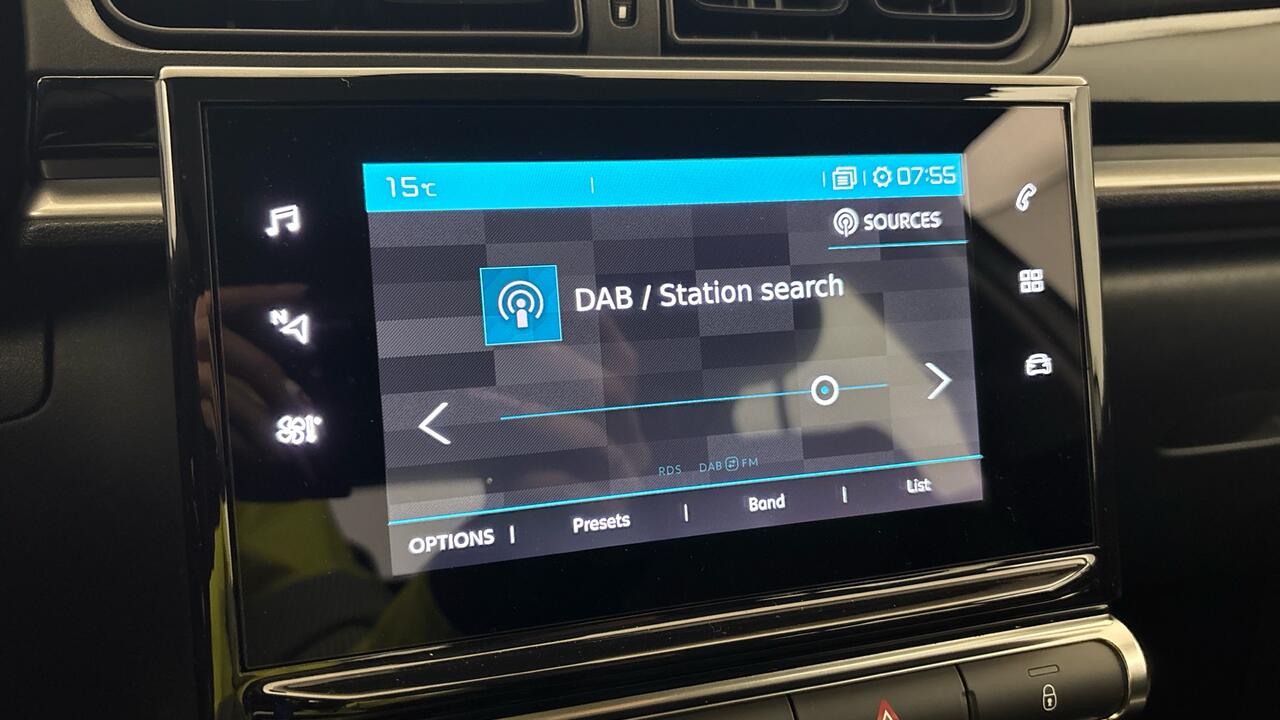 15°C
07:55
SOURCES
N
DAB / Station search
RDS DAB FM
OPTIONS Presets Band List